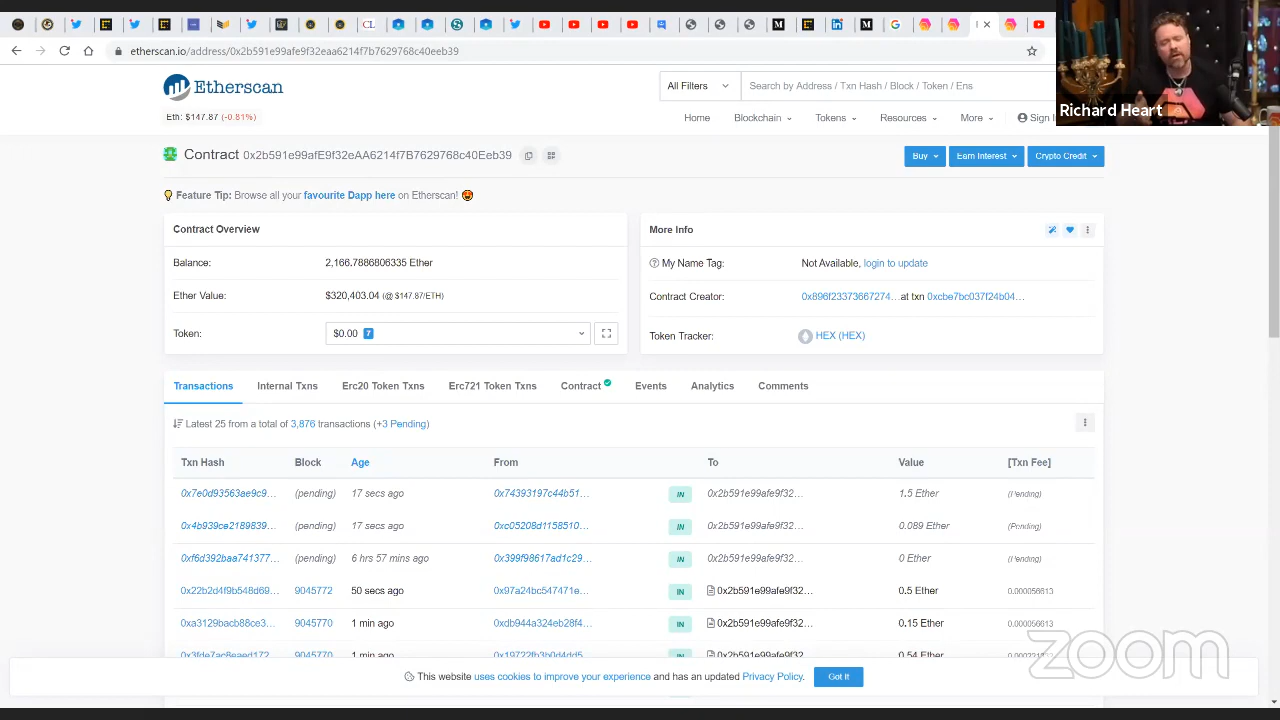 etherscan.io/address/0x2b591e99afe9f32eaa6214f7b7629768c40eeb39
Richard Heart
Etherscan
All Filters
Search by Address / Txn Hash / Block / Token / Ens
Eth: $147.87 (-0.81%)
Home Blockchain Tokens Resources More Sign I
Contract 0x2b591e99afE9f32eAA6214f7B7629768c40Eeb39
Buy Earn Interest Crypto Credit
Feature Tip: Browse all your favourite Dapp here on Etherscan!
Contract Overview
Balance: 2,166.7886806335 Ether
Ether Value: $320,403.04 (@ $147.87/ETH)
Token: $0.00 7
More Info
My Name Tag: Not Available, login to update
Contract Creator: 0x896f23373667274... at txn 0xcbe7bc037f24b04...
Token Tracker: HEX (HEX)
Transactions Internal Txns Erc20 Token Txns Erc721 Token Txns Contract Events Analytics Comments
Latest 25 from a total of 3,876 transactions (+3 Pending)
Txn Hash Block Age From To Value [Txn Fee]
0x7e0d93563ae9c9... (pending) 17 secs ago 0x74393197c44b51... IN 0x2b591e99afe9f32... 1.5 Ether (Pending)
0x4b939ce2189839... (pending) 17 secs ago 0xc05208d1158510... IN 0x2b591e99afe9f32... 0.089 Ether (Pending)
0xf6d392baa741377... (pending) 6 hrs 57 mins ago 0x399f98617ad1c29... IN 0x2b591e99afe9f32... 0 Ether (Pending)
0x22b2d4f9b548d69... 9045772 50 secs ago 0x97a24bc547471e... IN 0x2b591e99afe9f32... 0.5 Ether 0.000056613
0xa3129bacb88ce3... 9045770 1 min ago 0xdb944a324eb28f4... IN 0x2b591e99afe9f32... 0.15 Ether 0.000056613
9045770 1 min ago 0x2b591e99afe9f32... 0.54 Ether
This website uses cookies to improve your experience and has an updated Privacy Policy.
Got It
zoom